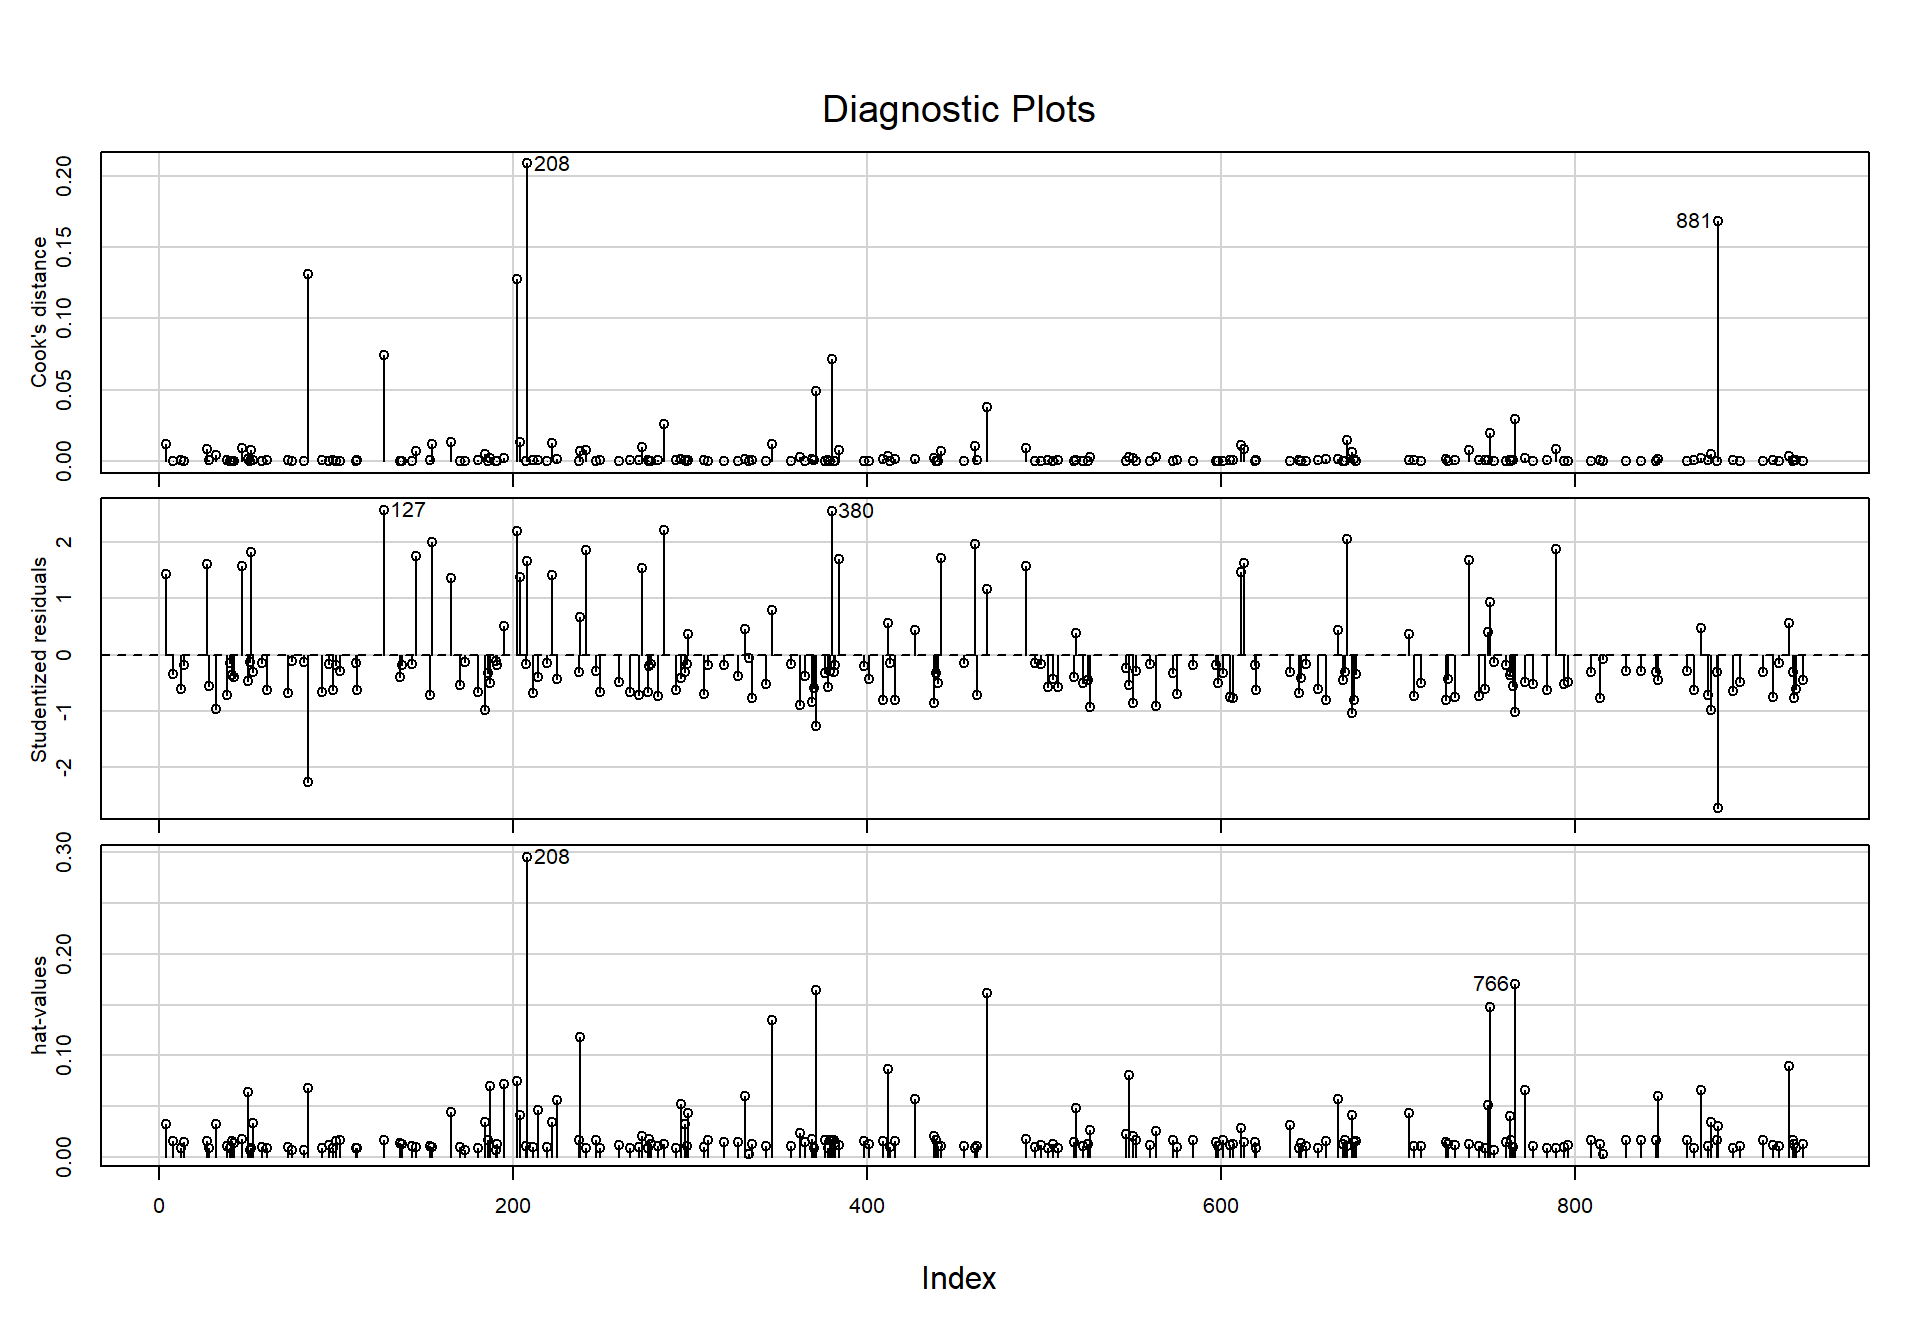 Diagnostic Plots
Cook's distance
0.00 0.05 0.10 0.15 0.20
208
881
Studentized residuals
-2 -1 0 1 2
127
380
hat-values
0.00 0.10 0.20 0.30
208
766
0 200 400 600 800
Index